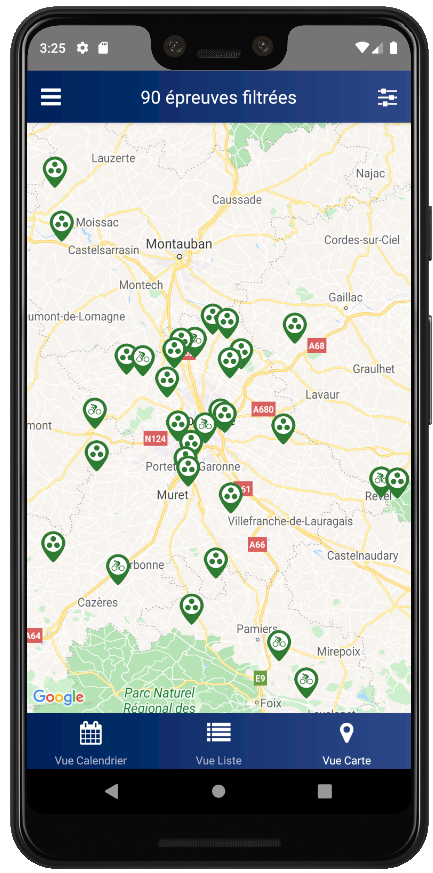 3:25
90 épreuves filtrées
Lauzerte
Najac
Caussade
Moissac
Castelsarrasin
Montauban
Cordes-sur-Ciel
Montech
Gaillac
umont-de-Lomagne
A68
Graulhet
Lavaur
A680
mont
N124
Garonne
Portet
61
Revel
Muret
Villefranche-de-Lauragais
A66
Castelnaudary
rbonne
Cazères
A64
Pamiers
Mirepoix
E9
Foix
Google
Parc Naturel
Régional des
Vue Calendrier
Vue Liste
Vue Carte